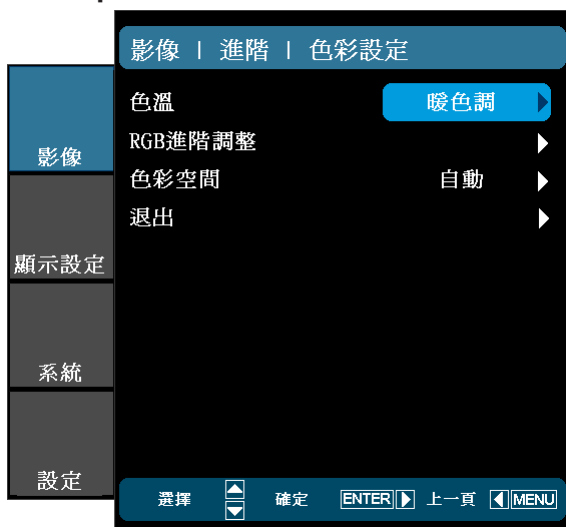 影像 | 進階 | 色彩設定
色溫 暖色調
RGB進階調整
色彩空間 自動
退出
影像
顯示設定
系統
設定
選擇 確定 ENTER 上一頁 MENU